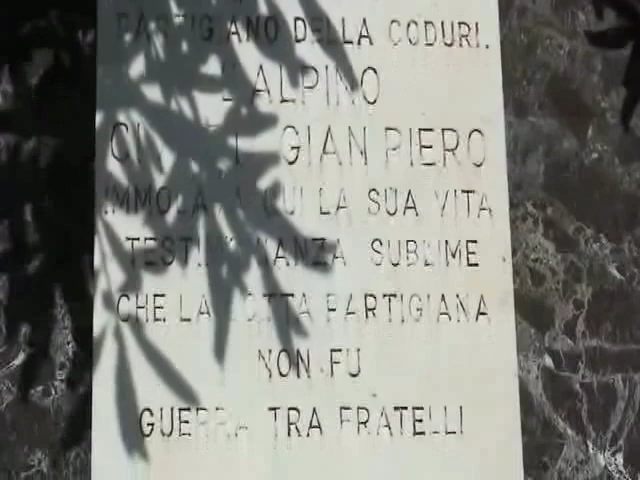 PARTIGIANO DELLA CODURI.
L'ALPINO
GIAN PIERO
IMMOLAVA QUI LA SUA VITA
TESTIMONIANZA SUBLIME
CHE LA LOTTA PARTIGIANA
NON FU
GUERRA TRA FRATELLI